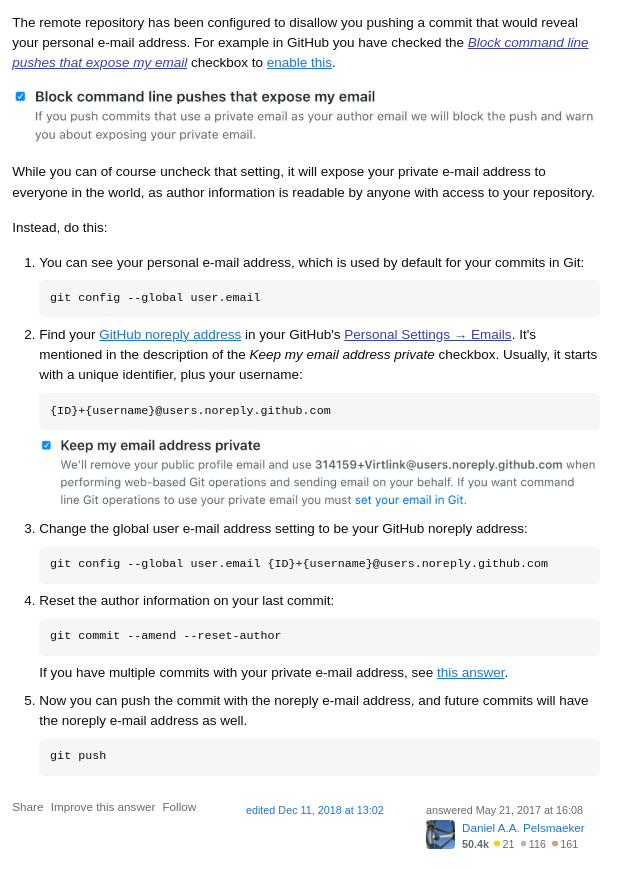 The remote repository has been configured to disallow you pushing a commit that would reveal
your personal e-mail address. For example in GitHub you have checked the Block command line
pushes that expose my email checkbox to enable this.
Block command line pushes that expose my email
If you push commits that use a private email as your author email we will block the push and warn
you about exposing your private email.
While you can of course uncheck that setting, it will expose your private e-mail address to
everyone in the world, as author information is readable by anyone with access to your repository.
Instead, do this:
1. You can see your personal e-mail address, which is used by default for your commits in Git:
git config --global user.email
2. Find your GitHub noreply address in your GitHub's Personal Settings → Emails. It's
mentioned in the description of the Keep my email address private checkbox. Usually, it starts
with a unique identifier, plus your username:
{ID}+{username}@users.noreply.github.com
Keep my email address private
We'll remove your public profile email and use 314159+Virtlink@users.noreply.github.com when
performing web-based Git operations and sending email on your behalf. If you want command
line Git operations to use your private email you must set your email in Git.
3. Change the global user e-mail address setting to be your GitHub noreply address:
git config --global user.email {ID}+{username}@users.noreply.github.com
4. Reset the author information on your last commit:
git commit --amend --reset-author
If you have multiple commits with your private e-mail address, see this answer.
5. Now you can push the commit with the noreply e-mail address, and future commits will have
the noreply e-mail address as well.
git push
Share Improve this answer Follow
edited Dec 11, 2018 at 13:02
answered May 21, 2017 at 16:08
Daniel A.A. Pelsmaeker
50.4k 21 116 161